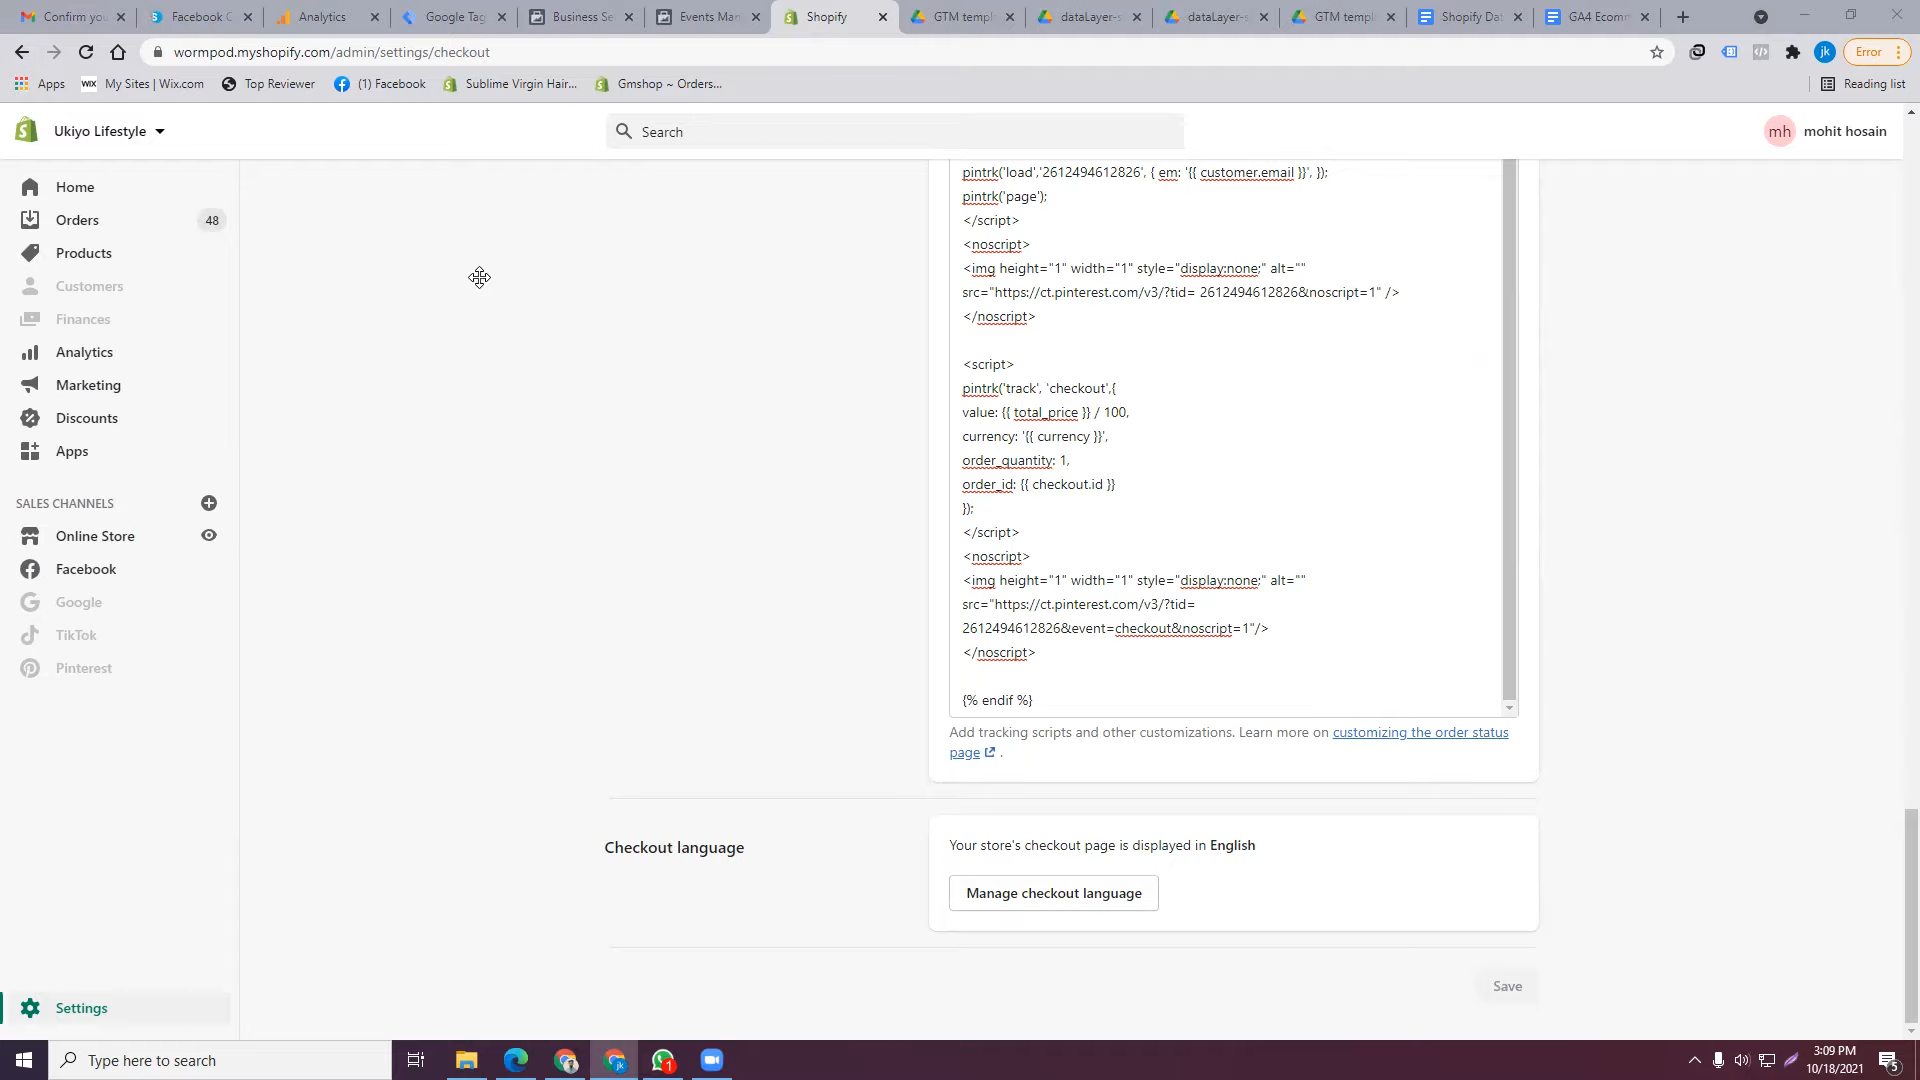 Confirm you
Facebook C
Analytics
Google Tag
Business Se
Events Man
Shopify
GTM templ
dataLayer-s
dataLayer-s
GTM templ
Shopify Dat
GA4 Ecomm
wormpod.myshopify.com/admin/settings/checkout
jk
Error
Apps
WIX My Sites | Wix.com
Top Reviewer
(1) Facebook
Sublime Virgin Hair...
Gmshop ~ Orders...
Reading list
Ukiyo Lifestyle
Search
mh mohit hosain
Home
Orders 48
Products
Customers
Finances
Analytics
Marketing
Discounts
Apps
SALES CHANNELS
Online Store
Facebook
Google
TikTok
Pinterest
Settings
pintrk('load','2612494612826', { em: '{{ customer.email }}', });
pintrk('page');
</script>
<noscript>
<img height="1" width="1" style="display:none;" alt=""
src="https://ct.pinterest.com/v3/?tid= 2612494612826&noscript=1" />
</noscript>
<script>
pintrk('track', 'checkout',{
value: {{ total_price }} / 100,
currency: '{{ currency }}',
order_quantity: 1,
order_id: {{ checkout.id }}
});
</script>
<noscript>
<img height="1" width="1" style="display:none;" alt=""
src="https://ct.pinterest.com/v3/?tid=
2612494612826&event=checkout&noscript=1"/>
</noscript>
{% endif %}
Add tracking scripts and other customizations. Learn more on customizing the order status
page .
Checkout language
Your store's checkout page is displayed in English
Manage checkout language
Save
Type here to search
jk
1
3:09 PM
10/18/2021
5